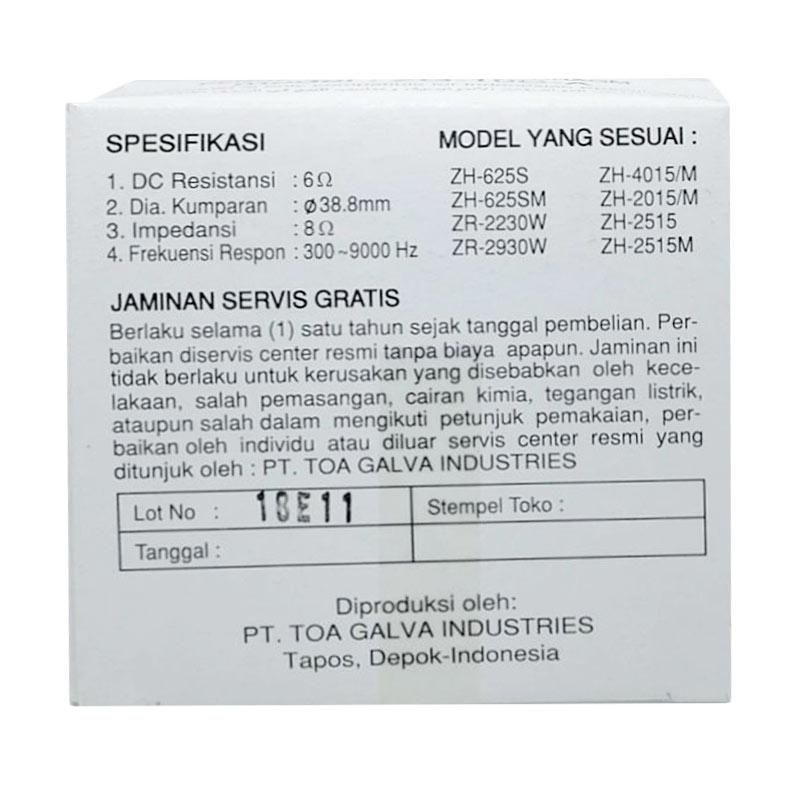 SPESIFIKASI
1. DC Resistansi : 6Ω
2. Dia. Kumparan : ø38.8mm
3. Impedansi : 8Ω
4. Frekuensi Respon : 300~9000 Hz
MODEL YANG SESUAI :
ZH-625S ZH-4015/M
ZH-625SM ZH-2015/M
ZR-2230W ZH-2515
ZR-2930W ZH-2515M
JAMINAN SERVIS GRATIS
Berlaku selama (1) satu tahun sejak tanggal pembelian. Per-
baikan diservis center resmi tanpa biaya apapun. Jaminan ini
tidak berlaku untuk kerusakan yang disebabkan oleh kece-
lakaan, salah pemasangan, cairan kimia, tegangan listrik,
ataupun salah dalam mengikuti petunjuk pemakaian, per-
baikan oleh individu atau diluar servis center resmi yang
ditunjuk oleh : PT. TOA GALVA INDUSTRIES
Lot No : 18E11
Stempel Toko :
Tanggal :
Diproduksi oleh:
PT. TOA GALVA INDUSTRIES
Tapos, Depok-Indonesia